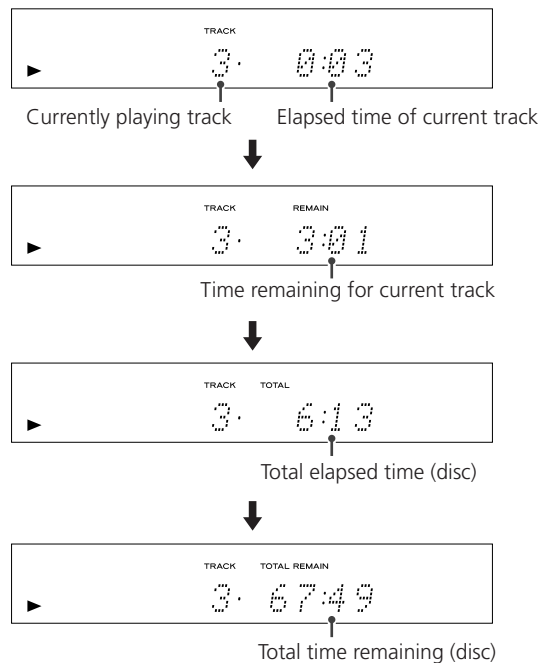 TRACK
3. 0:03
Currently playing track Elapsed time of current track
TRACK REMAIN
3. 3:01
Time remaining for current track
TRACK TOTAL
3. 6:13
Total elapsed time (disc)
TRACK TOTAL REMAIN
3. 67:49
Total time remaining (disc)